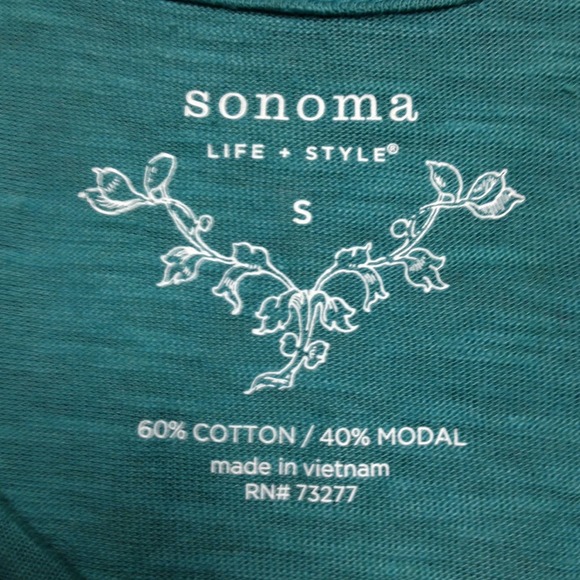 sonoma
LIFE + STYLE®
S
60% COTTON / 40% MODAL
made in vietnam
RN# 73277